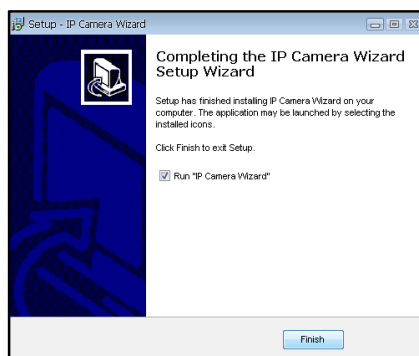 Setup - IP Camera Wizard
Completing the IP Camera Wizard
Setup Wizard
Setup has finished installing IP Camera Wizard on your
computer. The application may be launched by selecting the
installed icons.
Click Finish to exit Setup.
Run "IP Camera Wizard"
Finish